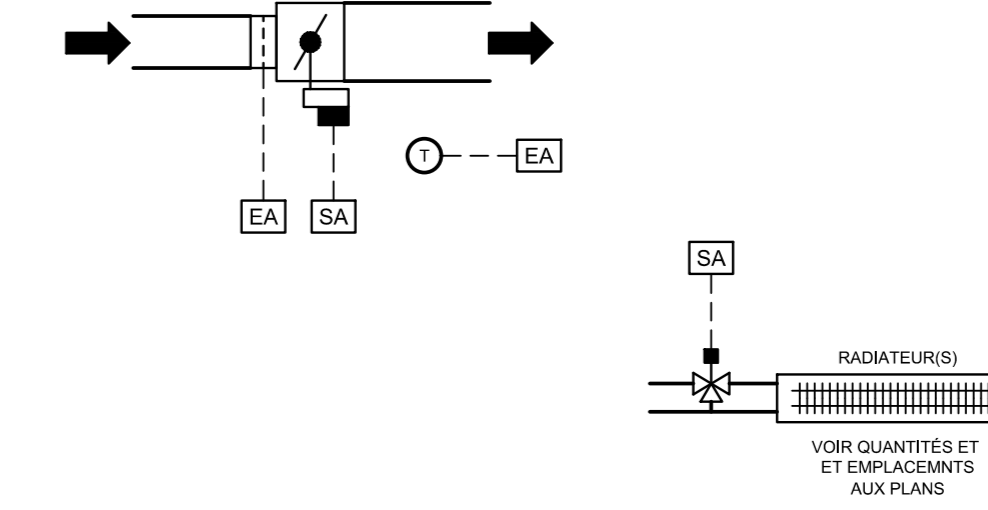 T
EA
EA
SA
SA
RADIATEUR(S)
VOIR QUANTITÉS ET
ET EMPLACEMNTS
AUX PLANS